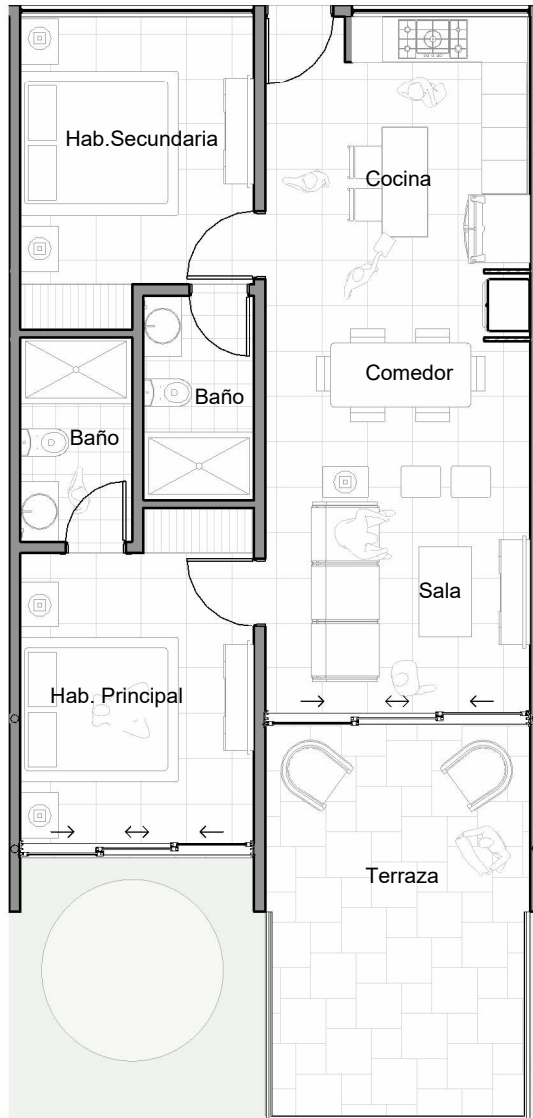 Hab.Secundaria
Cocina
Comedor
Baño
Baño
Sala
Hab. Principal
Terraza